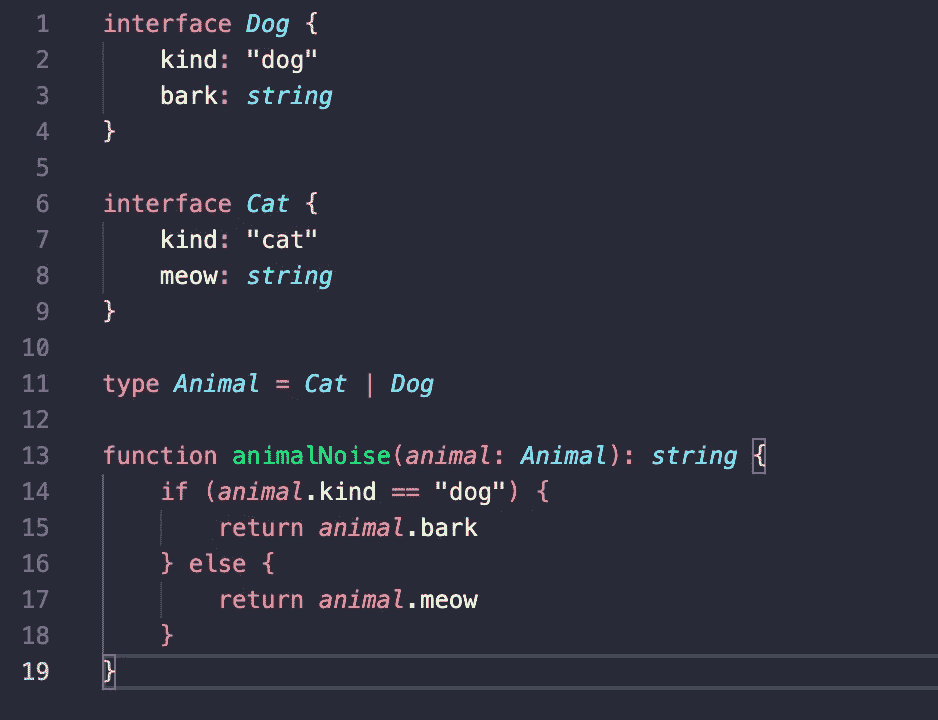 1 interface Dog {
2     kind: "dog"
3     bark: string
4 }
5
6 interface Cat {
7     kind: "cat"
8     meow: string
9 }
10
11 type Animal = Cat | Dog
12
13 function animalNoise(animal: Animal): string {
14     if (animal.kind == "dog") {
15         return animal.bark
16     } else {
17         return animal.meow
18     }
19 }